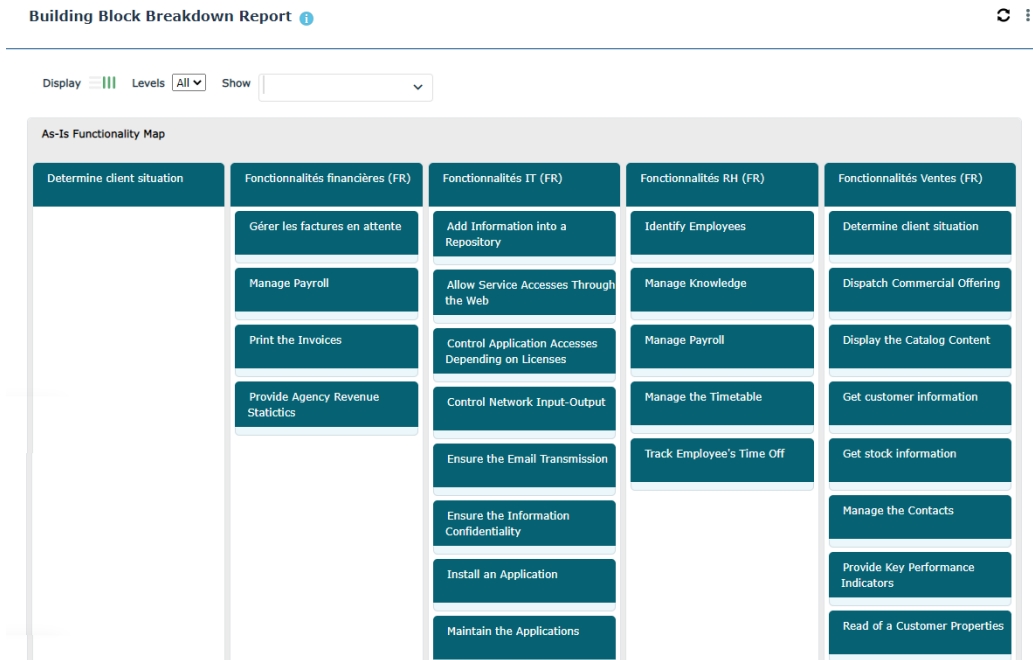 Building Block Breakdown Report i
Display Levels All Show
As-Is Functionality Map
Determine client situation
Fonctionnalités financières (FR)
Gérer les factures en attente
Manage Payroll
Print the Invoices
Provide Agency Revenue
Statictics
Fonctionnalités IT (FR)
Add Information into a
Repository
Allow Service Accesses Through
the Web
Control Application Accesses
Depending on Licenses
Control Network Input-Output
Ensure the Email Transmission
Ensure the Information
Confidentiality
Install an Application
Maintain the Applications
Fonctionnalités RH (FR)
Identify Employees
Manage Knowledge
Manage Payroll
Manage the Timetable
Track Employee's Time Off
Fonctionnalités Ventes (FR)
Determine client situation
Dispatch Commercial Offering
Display the Catalog Content
Get customer information
Get stock information
Manage the Contacts
Provide Key Performance
Indicators
Read of a Customer Properties